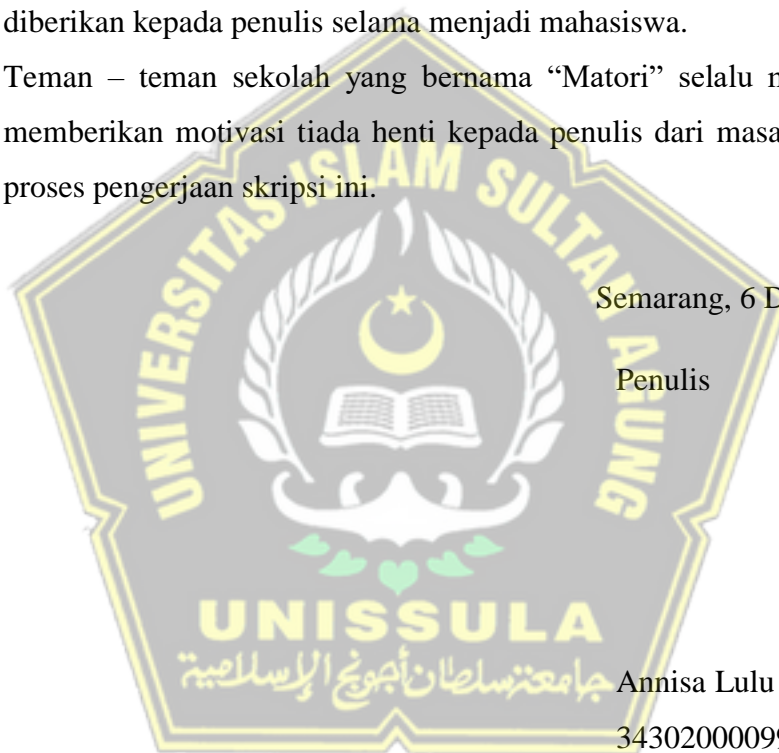 diberikan kepada penulis selama menjadi mahasiswa.
Teman – teman sekolah yang bernama “Matori” selalu
memberikan motivasi tiada henti kepada penulis dari masa
proses pengerjaan skripsi ini.
UNIVERSITAS ISLAM SULTAN AGUNG
Semarang, 6
Penulis
UNISSULA
جامعة سلطان أجونج الإسلامية
Annisa Lulu
34302000099